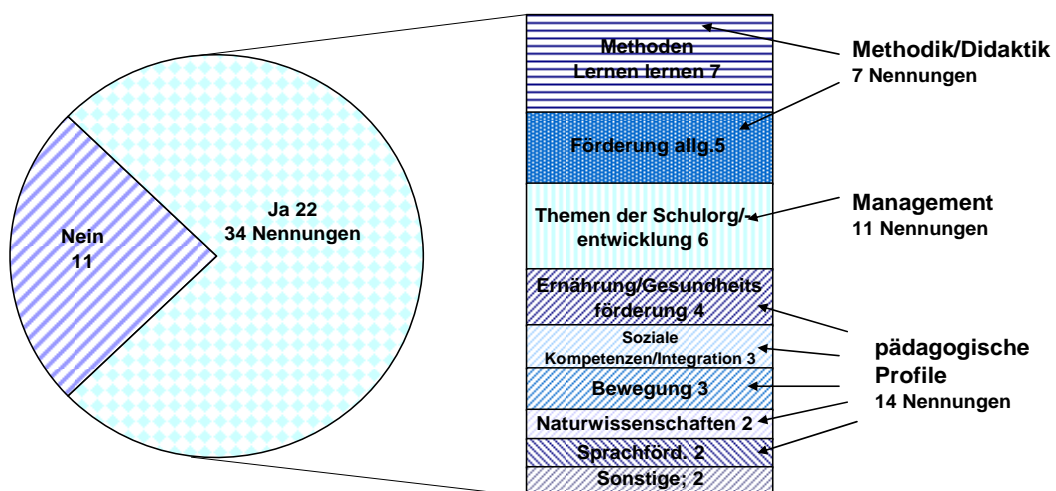 Nein
11
Ja 22
34 Nennungen
Methoden
Lernen lernen 7
Förderung allg.5
Themen der Schulorg/-
entwicklung 6
Ernährung/Gesundheits
förderung 4
Soziale
Kompetenzen/Integration 3
Bewegung 3
Naturwissenschaften 2
Sprachförd. 2
Sonstige; 2
Methodik/Didaktik
7 Nennungen
Management
11 Nennungen
pädagogische
Profile
14 Nennungen